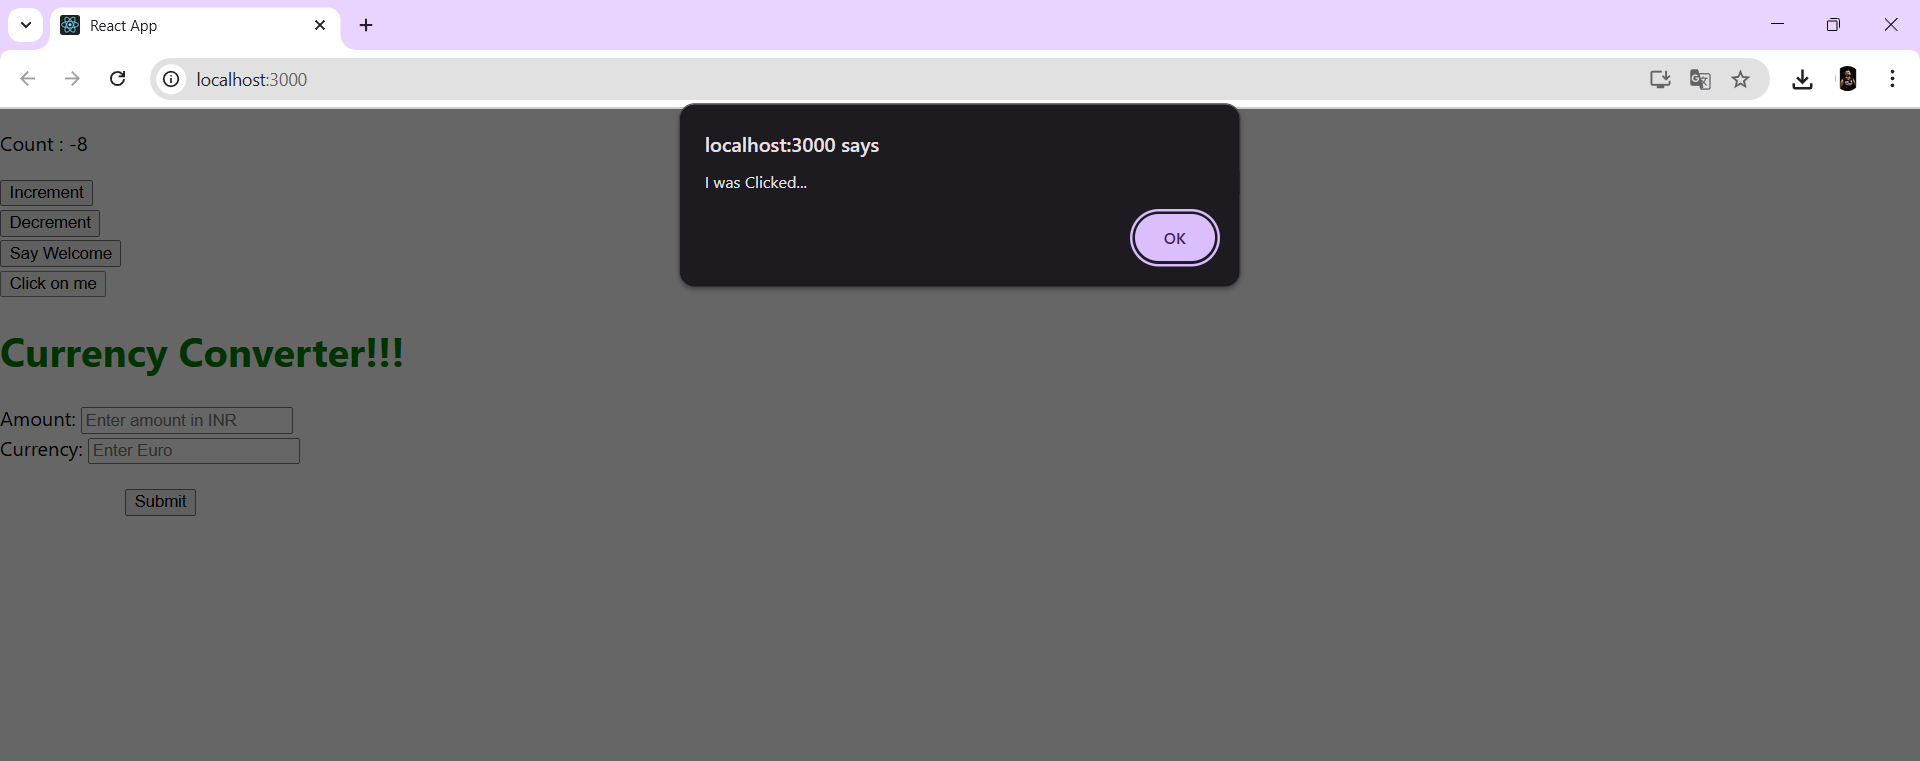 React App
localhost:3000
localhost:3000 says
I was Clicked...
OK
Count : -8
Increment
Decrement
Say Welcome
Click on me
Currency Converter!!!
Amount: Enter amount in INR
Currency: Enter Euro
Submit